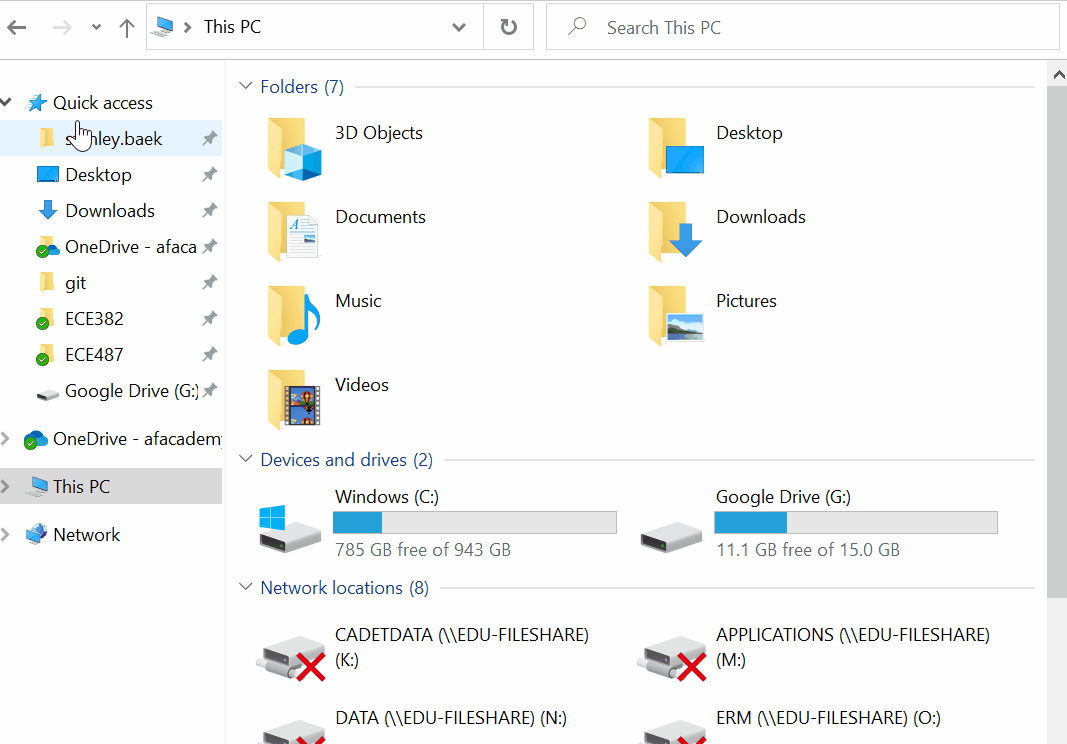 This PC
Search This PC
Quick access
Desktop
Downloads
OneDrive - afaca
git
ECE382
ECE487
Google Drive (G:)
OneDrive - afacadem
This PC
Network
Folders (7)
3D Objects
Desktop
Documents
Downloads
Music
Pictures
Videos
Devices and drives (2)
Windows (C:)
785 GB free of 943 GB
Google Drive (G:)
11.1 GB free of 15.0 GB
Network locations (8)
CADETDATA (\\EDU-FILESHARE)
(K:)
APPLICATIONS (\\EDU-FILESHARE)
(M:)
DATA (\\EDU-FILESHARE) (N:)
ERM (\\EDU-FILESHARE) (O:)